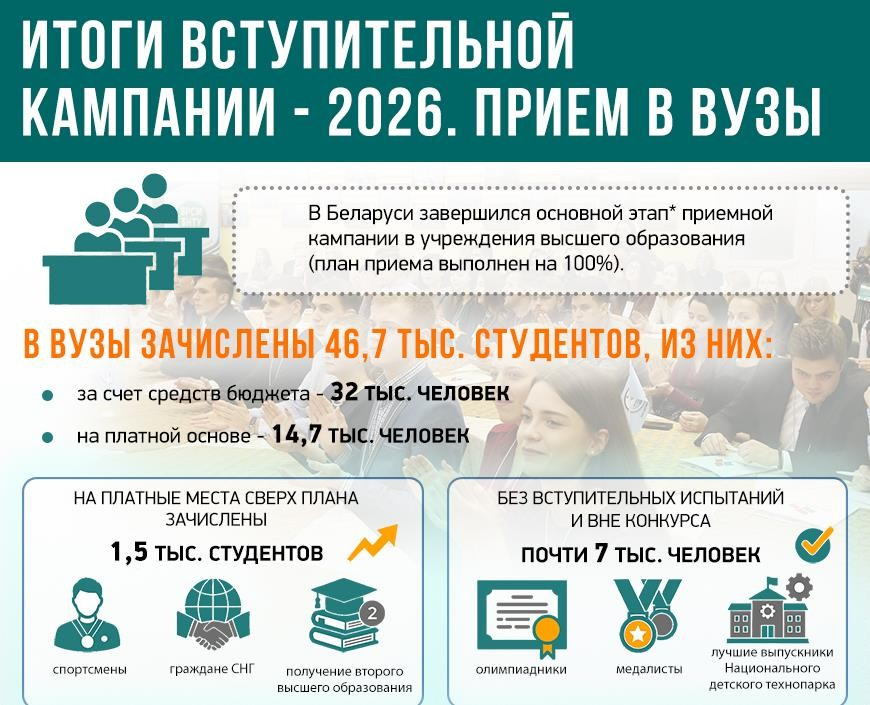 ИТОГИ ВСТУПИТЕЛЬНОЙ
КАМПАНИИ - 2026. ПРИЕМ В ВУЗЫ
В Беларуси завершился основной этап* приемной
кампании в учреждения высшего образования
(план приема выполнен на 100%).
В ВУЗЫ ЗАЧИСЛЕНЫ 46,7 ТЫС. СТУДЕНТОВ, ИЗ НИХ:
за счет средств бюджета - 32 ТЫС. ЧЕЛОВЕК
на платной основе - 14,7 ТЫС. ЧЕЛОВЕК
НА ПЛАТНЫЕ МЕСТА СВЕРХ ПЛАНА
ЗАЧИСЛЕНЫ
1,5 ТЫС. СТУДЕНТОВ
2
спортсмены
граждане СНГ
получение второго
высшего образования
БЕЗ ВСТУПИТЕЛЬНЫХ ИСПЫТАНИЙ
И ВНЕ КОНКУРСА
ПОЧТИ 7 ТЫС. ЧЕЛОВЕК
олимпиадники
медалисты
лучшие выпускники
Национального
детского технопарка